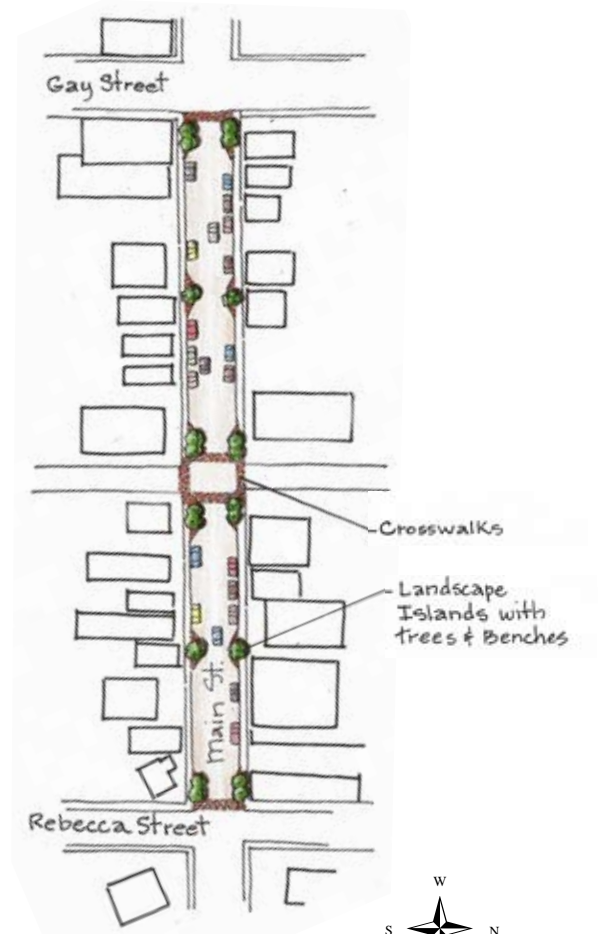 Gay Street
Crosswalks
Landscape
Islands with
trees & Benches
Main St.
Rebecca Street
W
S
N